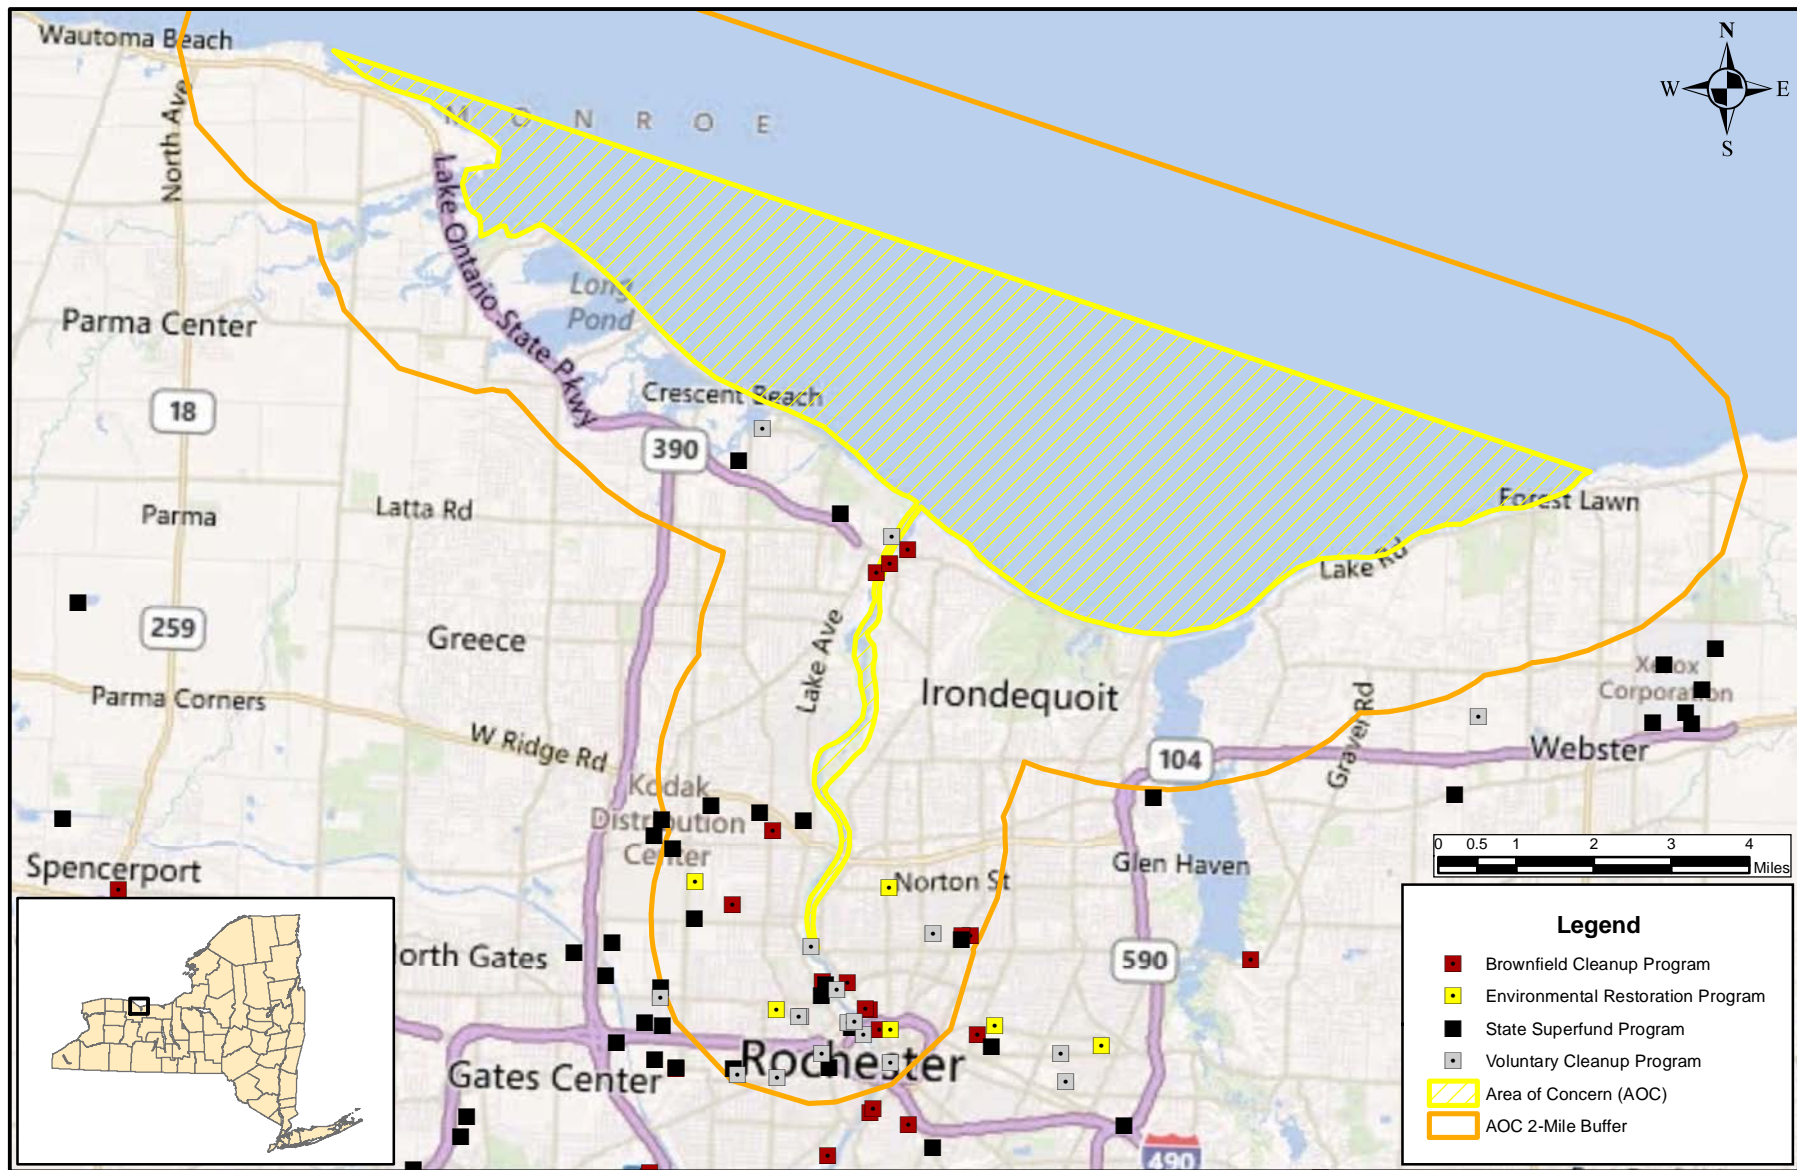 Wautoma Beach
N
W
E
S
North Ave
M O N R O E
Lake Ontario State Pkwy
Long
Pond
Parma Center
18
Crescent Beach
390
Latta Rd
Parma
Forest Lawn
Lake Rd
259
Greece
Lake Ave
Irondequoit
Xerox
Corporation
Parma Corners
W Ridge Rd
Gravel Rd
Webster
104
Kodak
Distribution
Center
Spencerport
Norton St
Glen Haven
0 0.5 1 2 3 4
Miles
orth Gates
590
Rochester
Gates Center
490
Legend
Brownfield Cleanup Program
Environmental Restoration Program
State Superfund Program
Voluntary Cleanup Program
Area of Concern (AOC)
AOC 2-Mile Buffer